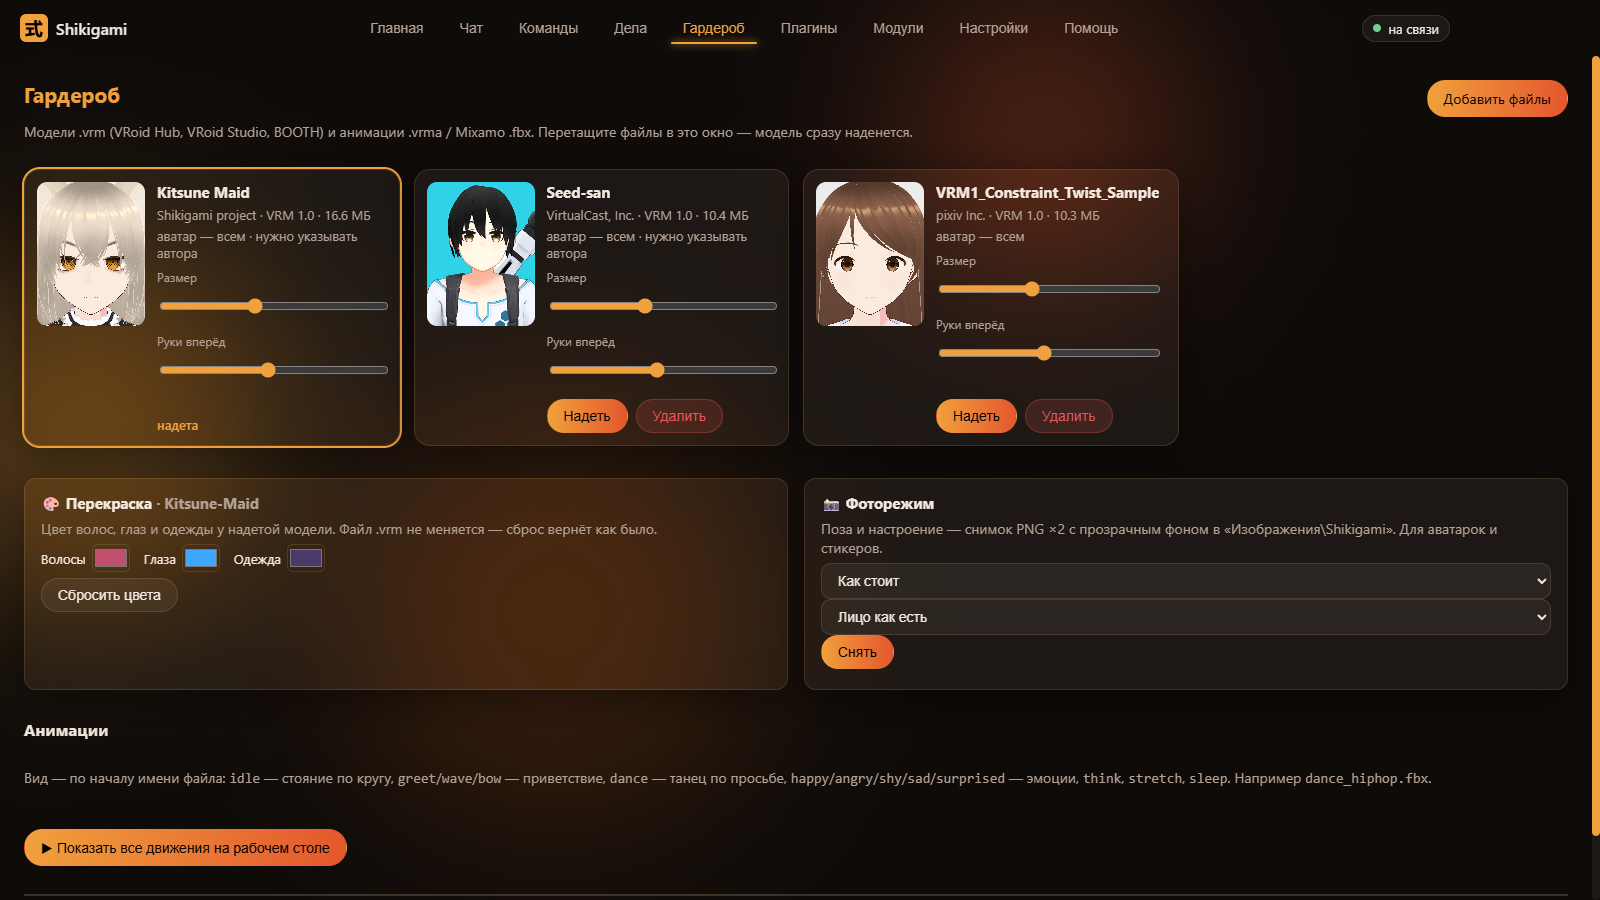 式 Shikigami
Главная Чат Команды Дела Гардероб Плагины Модули Настройки Помощь
на связи
Гардероб
Добавить файлы
Модели .vrm (VRoid Hub, VRoid Studio, BOOTH) и анимации .vrma / Mixamo .fbx. Перетащите файлы в это окно — модель сразу наденется.
Kitsune Maid
Shikigami project · VRM 1.0 · 16.6 МБ
аватар — всем · нужно указывать
автора
Размер
Руки вперёд
надета
Seed-san
VirtualCast, Inc. · VRM 1.0 · 10.4 МБ
аватар — всем · нужно указывать
автора
Размер
Руки вперёд
Надеть Удалить
VRM1_Constraint_Twist_Sample
pixiv Inc. · VRM 1.0 · 10.3 МБ
аватар — всем
Размер
Руки вперёд
Надеть Удалить
Перекраска · Kitsune-Maid
Цвет волос, глаз и одежды у надетой модели. Файл .vrm не меняется — сброс вернёт как было.
Волосы Глаза Одежда
Сбросить цвета
Фоторежим
Поза и настроение — снимок PNG ×2 с прозрачным фоном в «Изображения\Shikigami». Для аватарок и
стикеров.
Как стоит
Лицо как есть
Снять
Анимации
Вид — по началу имени файла: idle — стояние по кругу, greet/wave/bow — приветствие, dance — танец по просьбе, happy/angry/shy/sad/surprised — эмоции, think, stretch, sleep. Например dance_hiphop.fbx.
▶ Показать все движения на рабочем столе